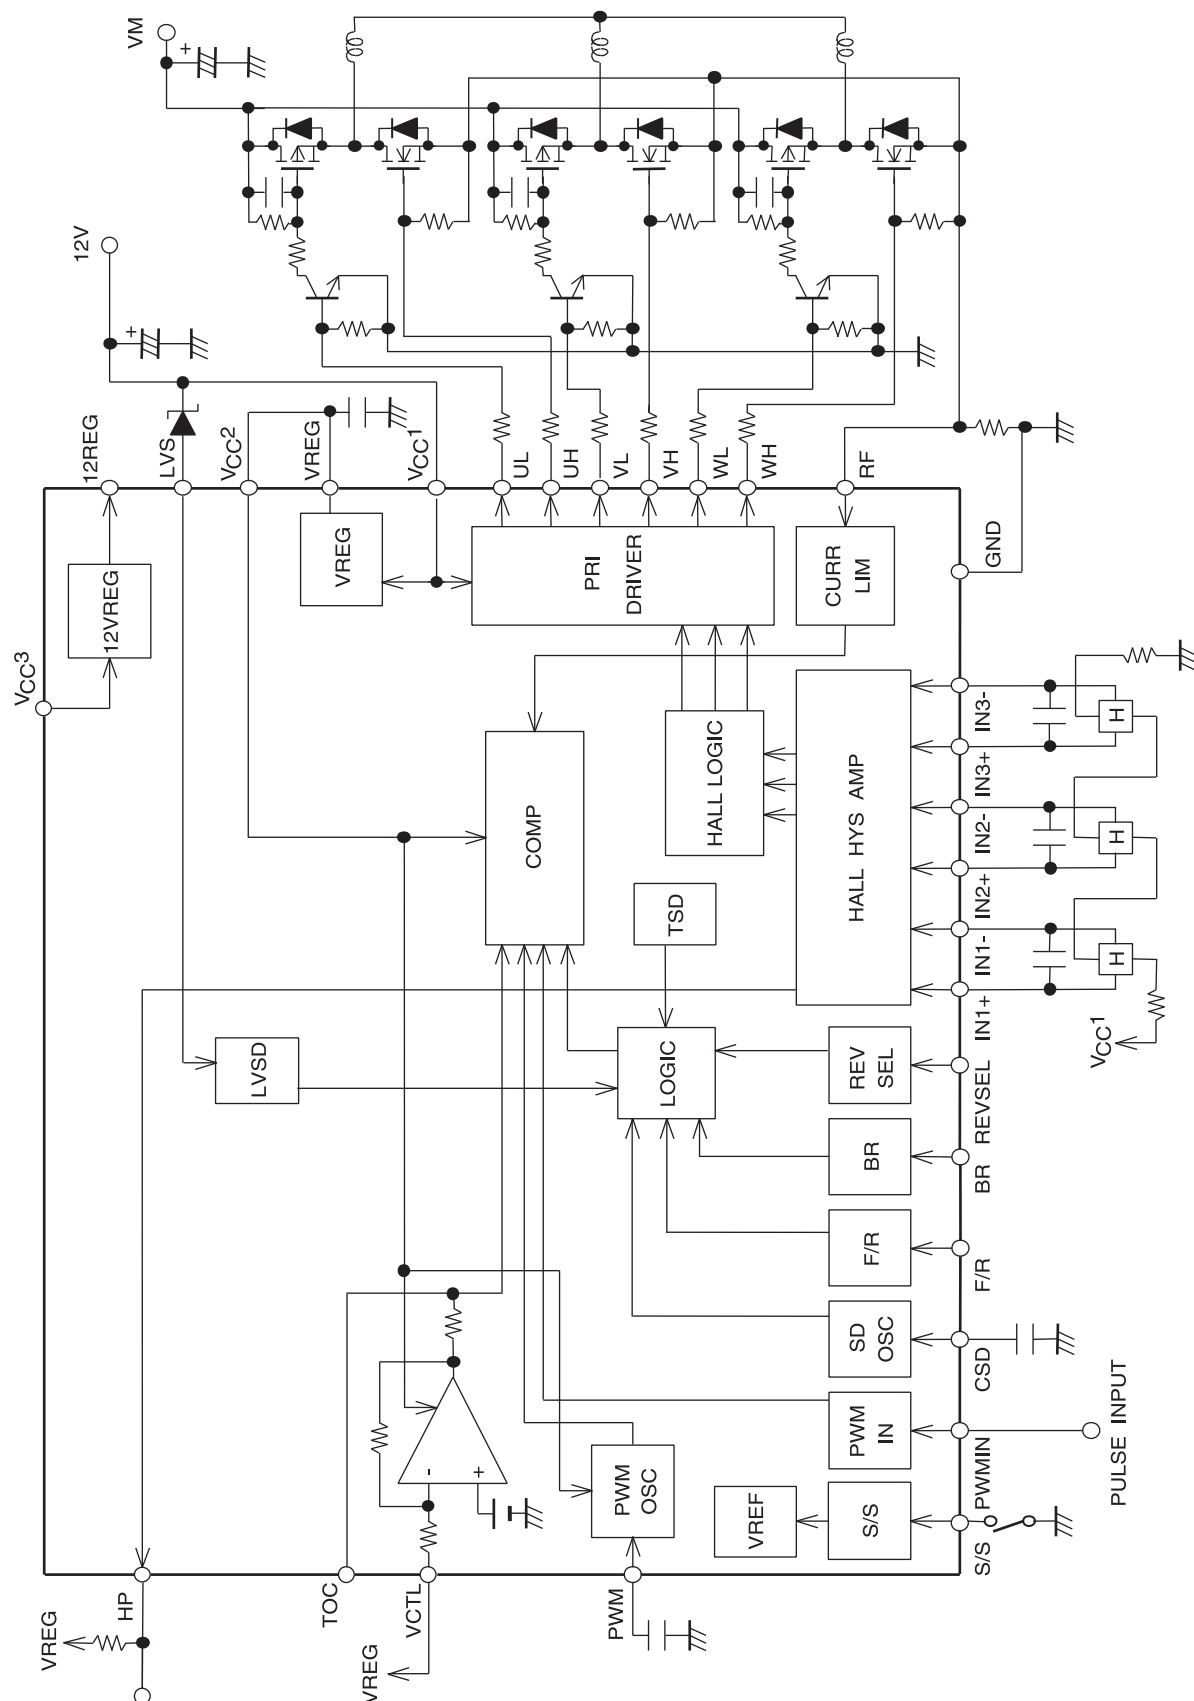 VM
12V
12REG
LVS
VCC2
VREG
VCC1
UL
UH
VL
VH
WL
WH
RF
GND
VCC3
12VREG
VREG
PRI
DRIVER
CURR
LIM
COMP
HALL LOGIC
HALL HYS AMP
IN3-
IN3+
IN2-
IN2+
IN1-
IN1+
H
H
H
VCC1
TSD
LVSD
LOGIC
REV
SEL
REVSEL
BR
BR
F/R
F/R
SD
OSC
CSD
PWM
IN
PWMIN
PULSE INPUT
VREF
S/S
S/S
PWM
OSC
PWM
HP
VREG
TOC
VCTL
VREG
+
+
-
+